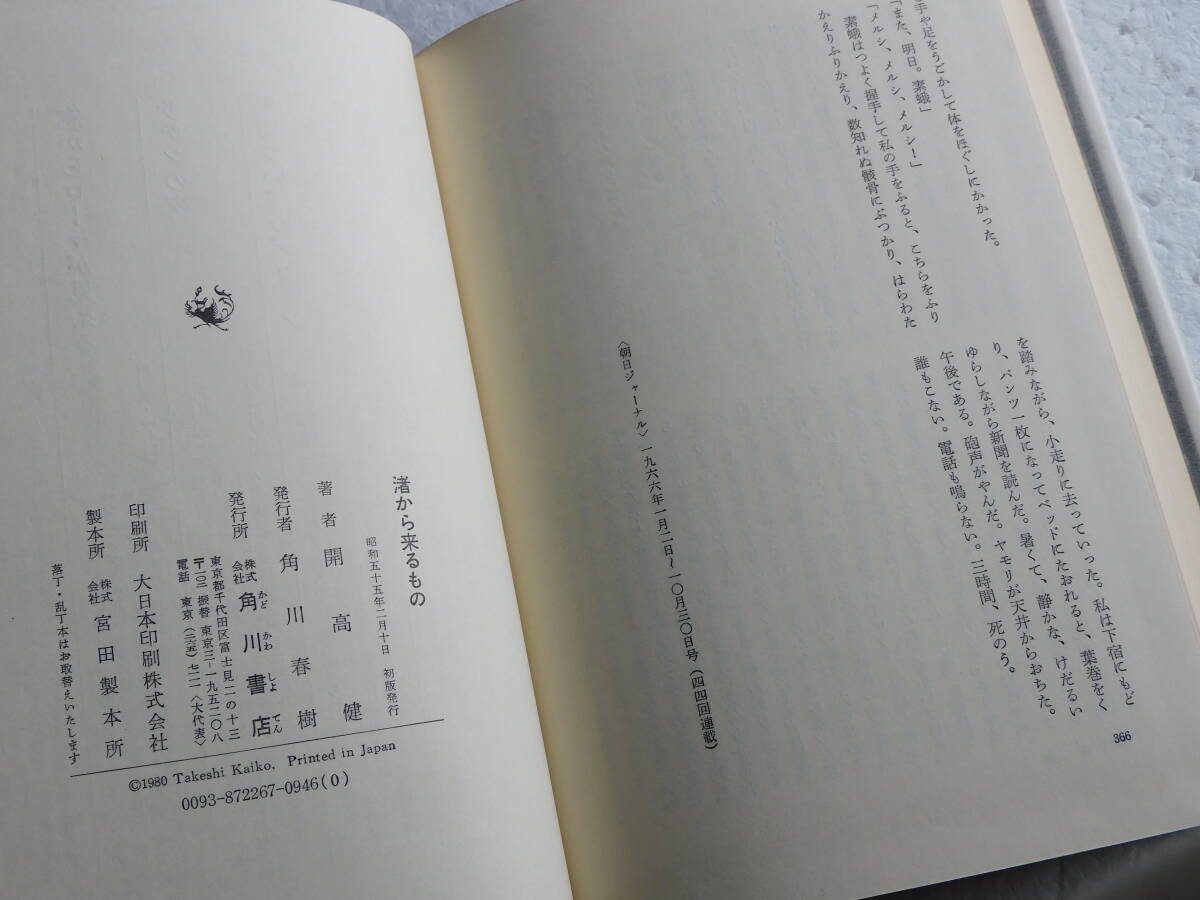 手や足をうごかして体をほぐしにかかった。
「また、明日。素蛾」
「メルシ、メルシ、メルシ！」
素蛾はつよく握手して私の手をふると、こちらをふり
かえりふりかえり、数知れぬ骸骨にぶつかり、はらわた
を踏みながら、小走りに去っていった。私は下宿にもど
り、パンツ一枚になってベッドにたおれると、葉巻をく
ゆらしながら新聞を読んだ。暑くて、静かな、けだるい
午後である。砲声がやんだ。ヤモリが天井からおちた。
誰もこない。電話も鳴らない。三時間、死のう。
〈朝日ジャーナル〉一九六六年一月二日～一〇月三〇日号（四四回連載）
366
渚から来るもの
昭和五十五年二月十日　初版発行
著者　開高　健
発行者　角川春樹
発行所　株式会社　角川書店
かどかわしょてん
東京都千代田区富士見二の十三
〒一〇二　振替　東京三―一九五二〇八
電話　東京（二六五）七一一一〈大代表〉
印刷所　大日本印刷株式会社
製本所　株式会社　宮田製本所
落丁・乱丁本はお取替えいたします
©1980 Takeshi Kaiko, Printed in Japan
0093-872267-0946(0)